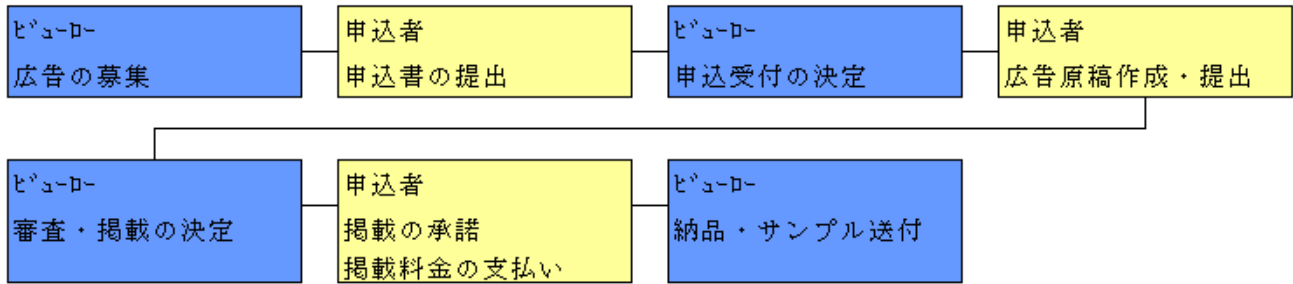 ﾋﾞｭｰﾛｰ
広告の募集
申込者
申込書の提出
ﾋﾞｭｰﾛｰ
申込受付の決定
申込者
広告原稿作成・提出
ﾋﾞｭｰﾛｰ
審査・掲載の決定
申込者
掲載の承諾
掲載料金の支払い
ﾋﾞｭｰﾛｰ
納品・サンプル送付